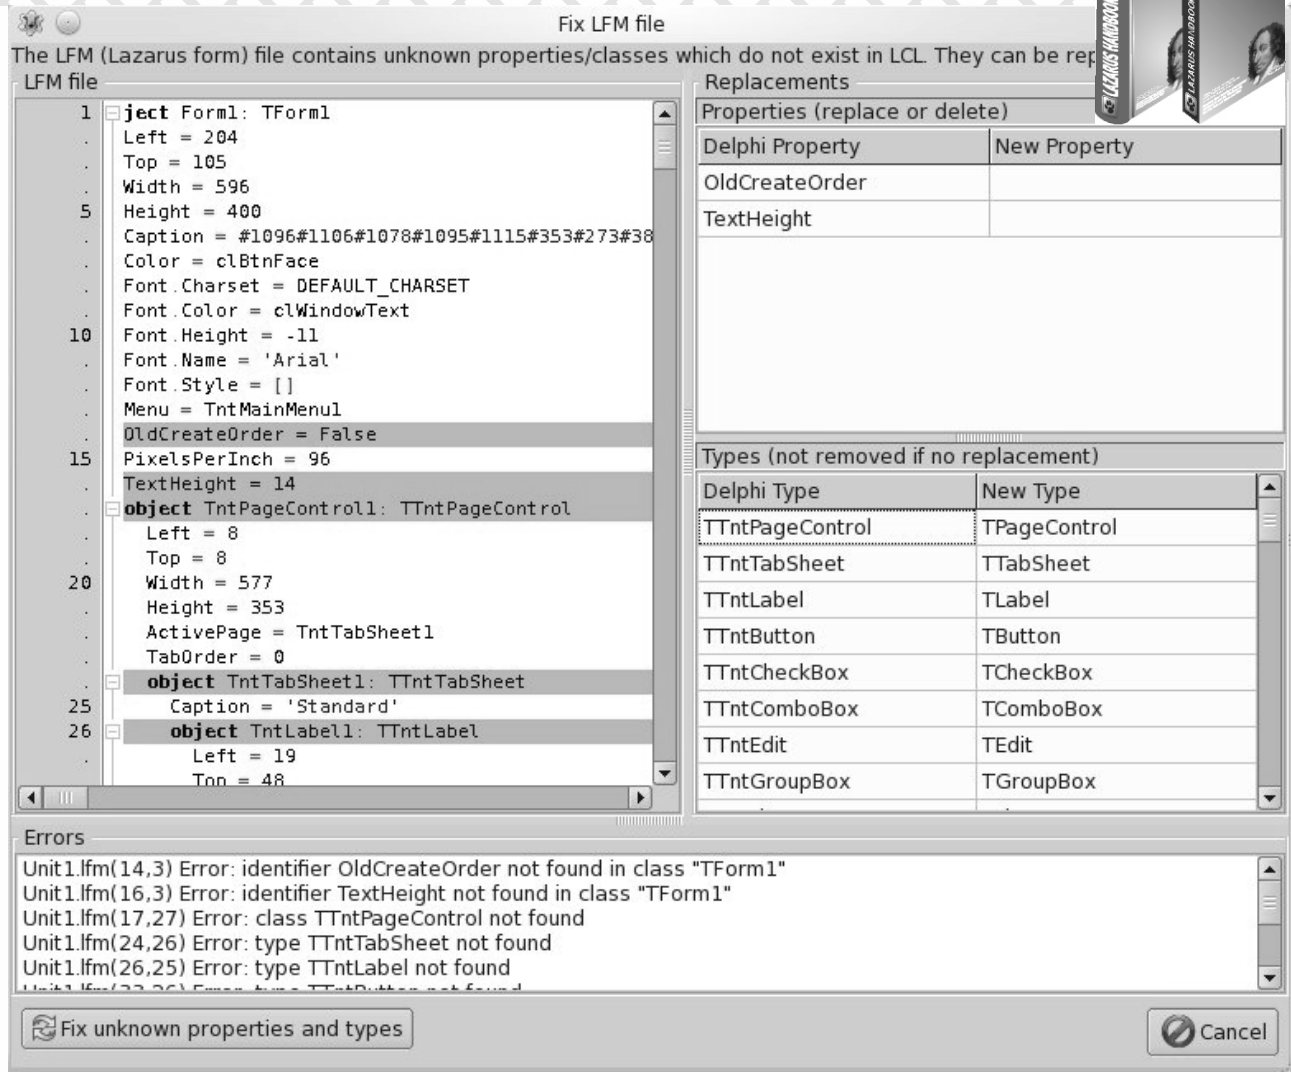 Fix LFM file
The LFM (Lazarus form) file contains unknown properties/classes which do not exist in LCL. They can be
LAZARUS HANDBOOK
LAZARUS HANDBOOK
LFM file
1 ject Form1: TForm1
Left = 204
Top = 105
Width = 596
5 Height = 400
Caption = #1096#1106#1078#1095#1115#353#273#38
Color = clBtnFace
Font.Charset = DEFAULT_CHARSET
Font.Color = clWindowText
10 Font.Height = -11
Font.Name = 'Arial'
Font.Style = []
Menu = TntMainMenu1
OldCreateOrder = False
15 PixelsPerInch = 96
TextHeight = 14
object TntPageControl1: TTntPageControl
Left = 8
Top = 8
20 Width = 577
Height = 353
ActivePage = TntTabSheet1
TabOrder = 0
object TntTabSheet1: TTntTabSheet
25 Caption = 'Standard'
26 object TntLabel1: TTntLabel
Left = 19
Top = 48
Replacements
Properties (replace or delete)
Delphi Property New Property
OldCreateOrder
TextHeight
Types (not removed if no replacement)
Delphi Type New Type
TTntPageControl TPageControl
TTntTabSheet TTabSheet
TTntLabel TLabel
TTntButton TButton
TTntCheckBox TCheckBox
TTntComboBox TComboBox
TTntEdit TEdit
TTntGroupBox TGroupBox
Errors
Unit1.lfm(14,3) Error: identifier OldCreateOrder not found in class "TForm1"
Unit1.lfm(16,3) Error: identifier TextHeight not found in class "TForm1"
Unit1.lfm(17,27) Error: class TTntPageControl not found
Unit1.lfm(24,26) Error: type TTntTabSheet not found
Unit1.lfm(26,25) Error: type TTntLabel not found
Fix unknown properties and types
Cancel